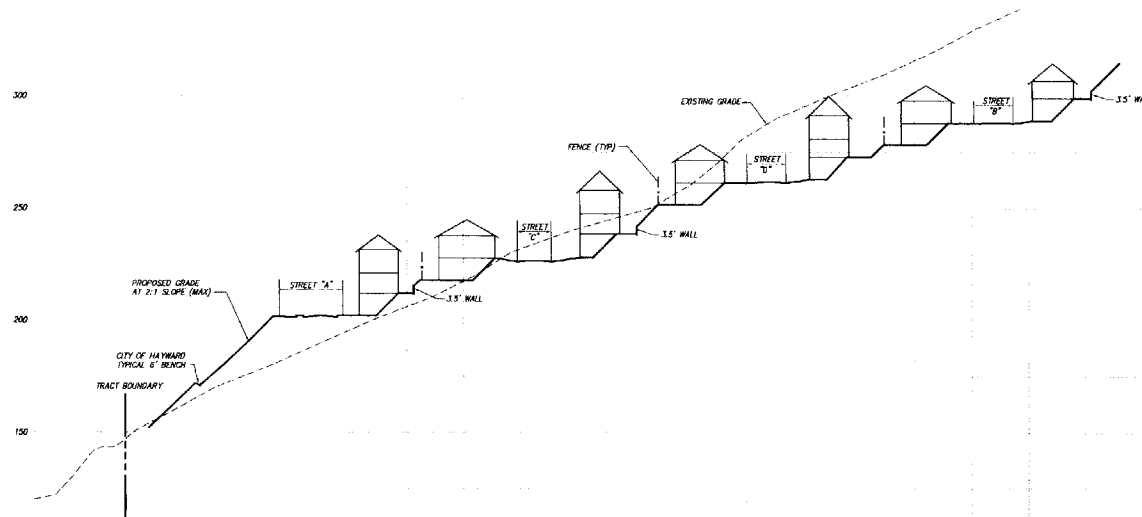 300
EXISTING GRADE
STREET
"B"
3.5' WA
FENCE (TYP)
STREET
"D"
250
STREET
"C"
3.5' WALL
PROPOSED GRADE
AT 2:1 SLOPE (MAX)
STREET "A"
3.5' WALL
200
CITY OF HAYWARD
TYPICAL 6' BENCH
TRACT BOUNDARY
150